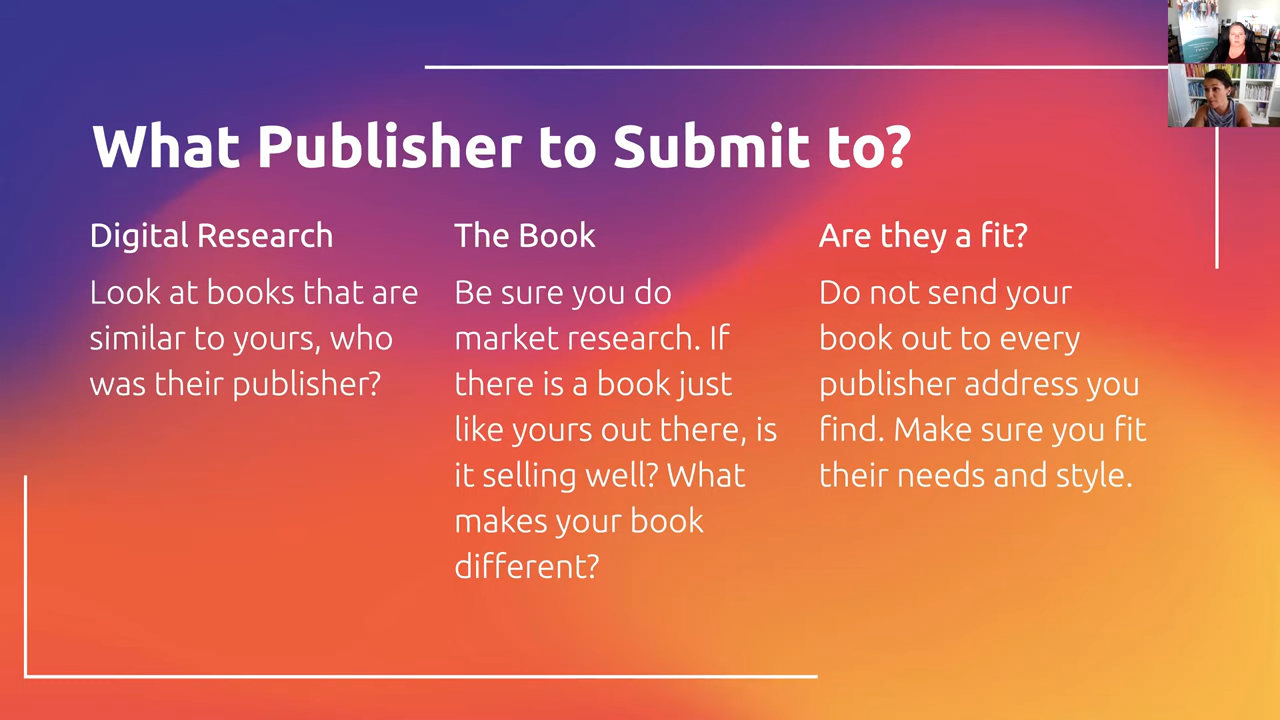 What Publisher to Submit to?
Digital Research
Look at books that are
similar to yours, who
was their publisher?
The Book
Be sure you do
market research. If
there is a book just
like yours out there, is
it selling well? What
makes your book
different?
Are they a fit?
Do not send your
book out to every
publisher address you
find. Make sure you fit
their needs and style.